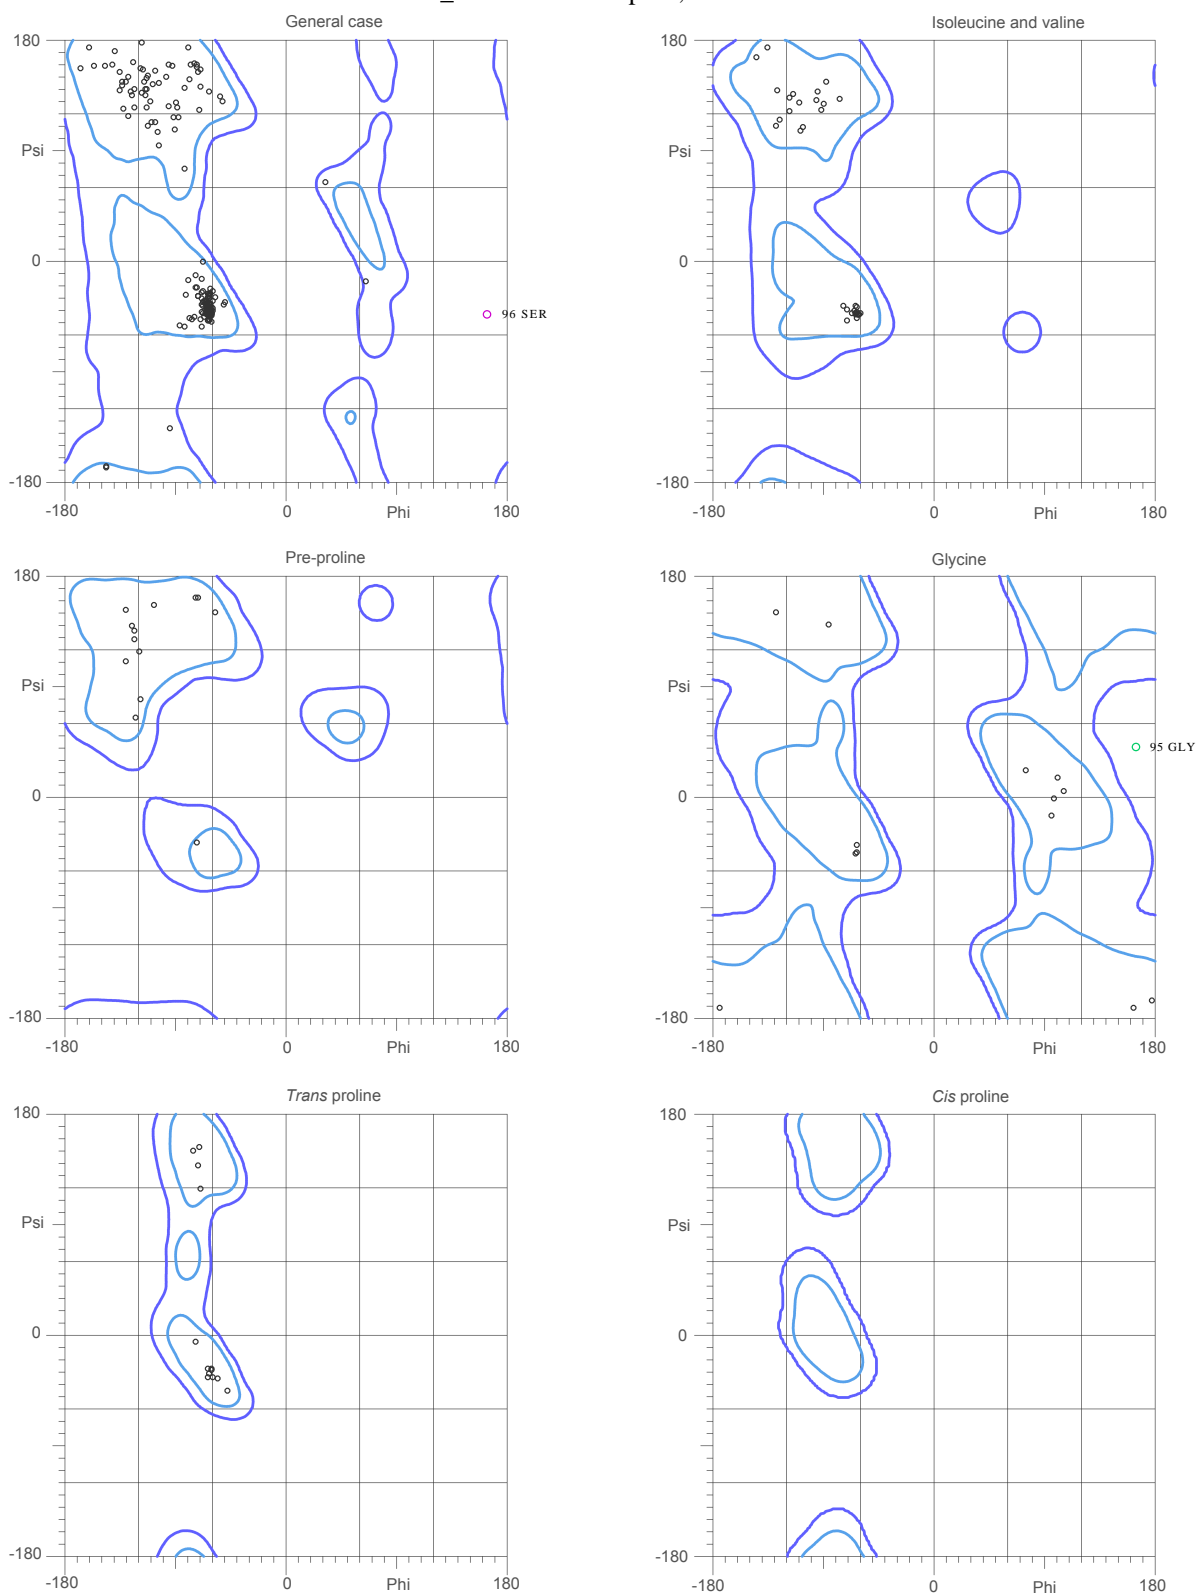 General case
Isoleucine and valine
180
180
Psi
Psi
96 SER
0
0
-180
-180
-180
0
Phi
180
-180
0
Phi
180
Pre-proline
Glycine
180
180
Psi
Psi
95 GLY
0
0
-180
-180
-180
0
Phi
180
-180
0
Phi
180
Trans proline
Cis proline
180
180
Psi
Psi
0
0
-180
-180
-180
0
Phi
180
-180
0
Phi
180